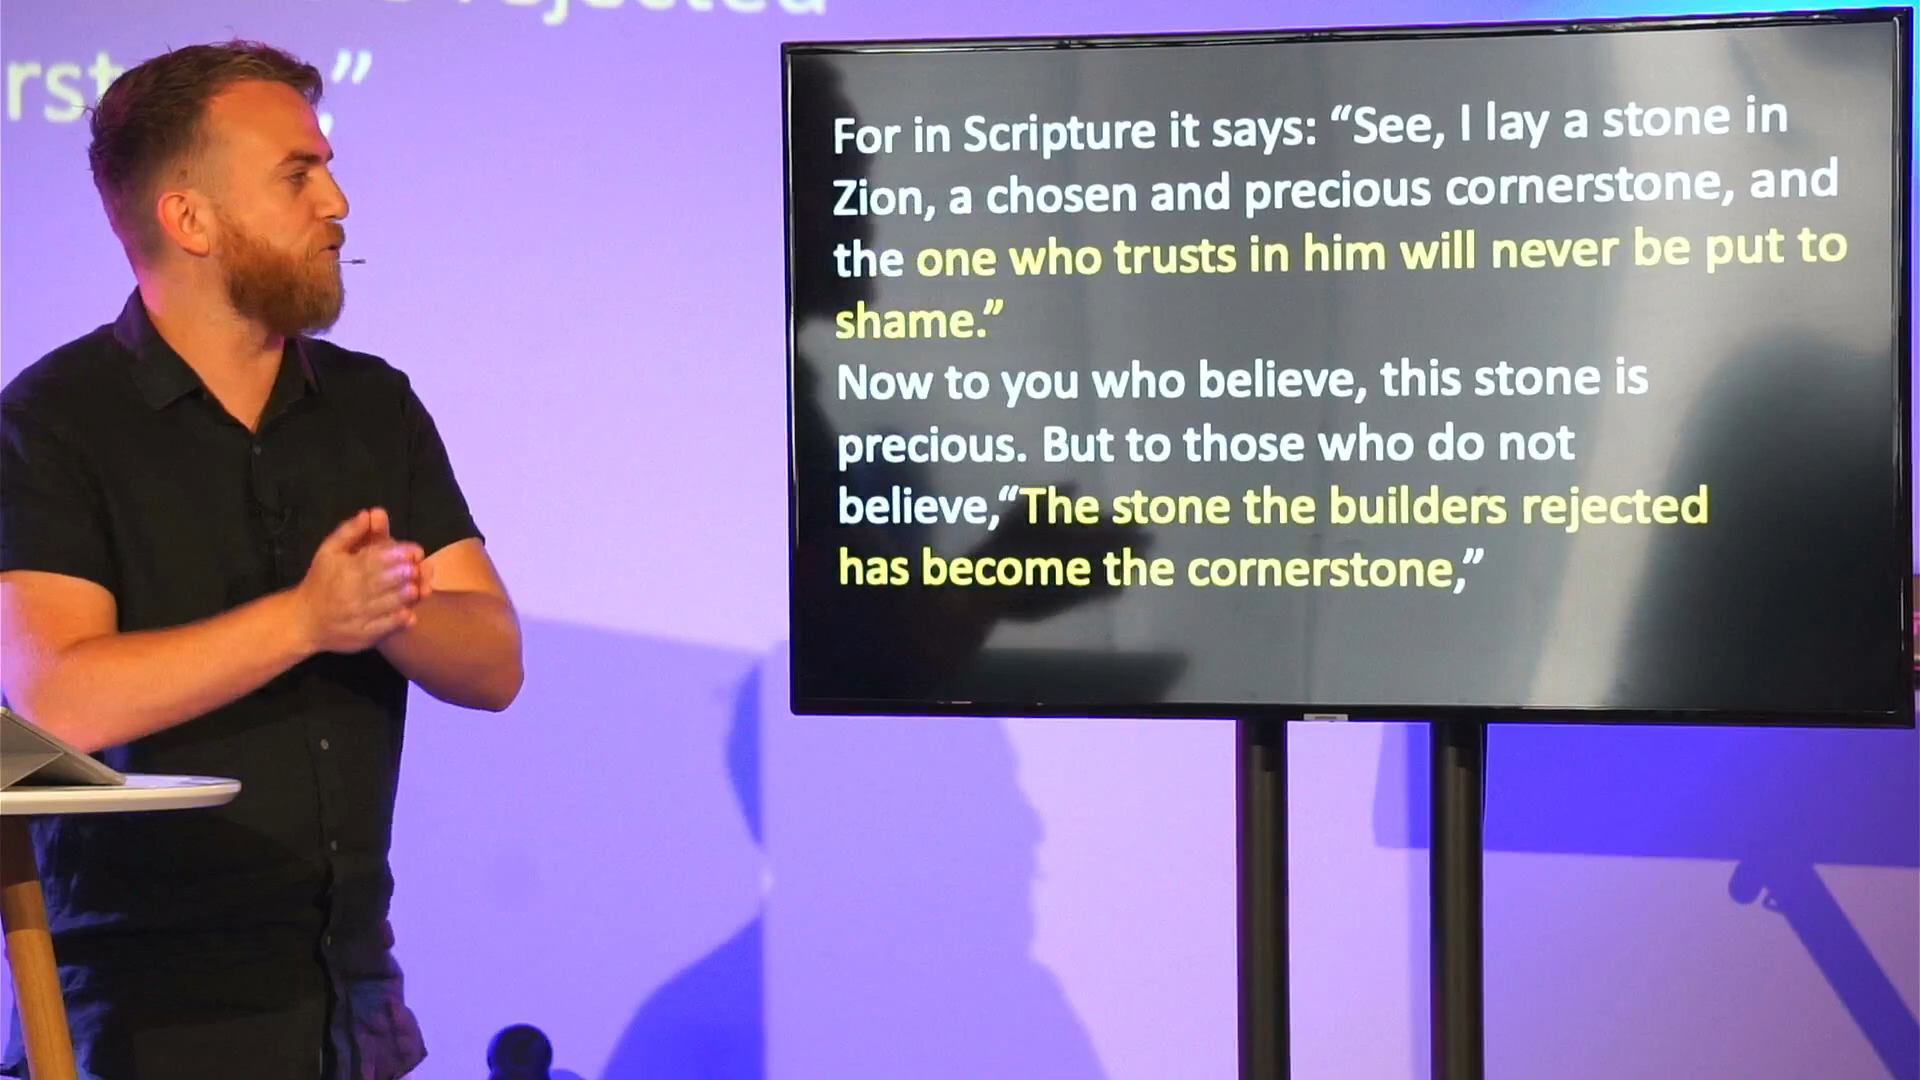 rejected
,”
For in Scripture it says: “See, I lay a stone in
Zion, a chosen and precious cornerstone, and
the one who trusts in him will never be put to
shame.”
Now to you who believe, this stone is
precious. But to those who do not
believe,“The stone the builders rejected
has become the cornerstone,”